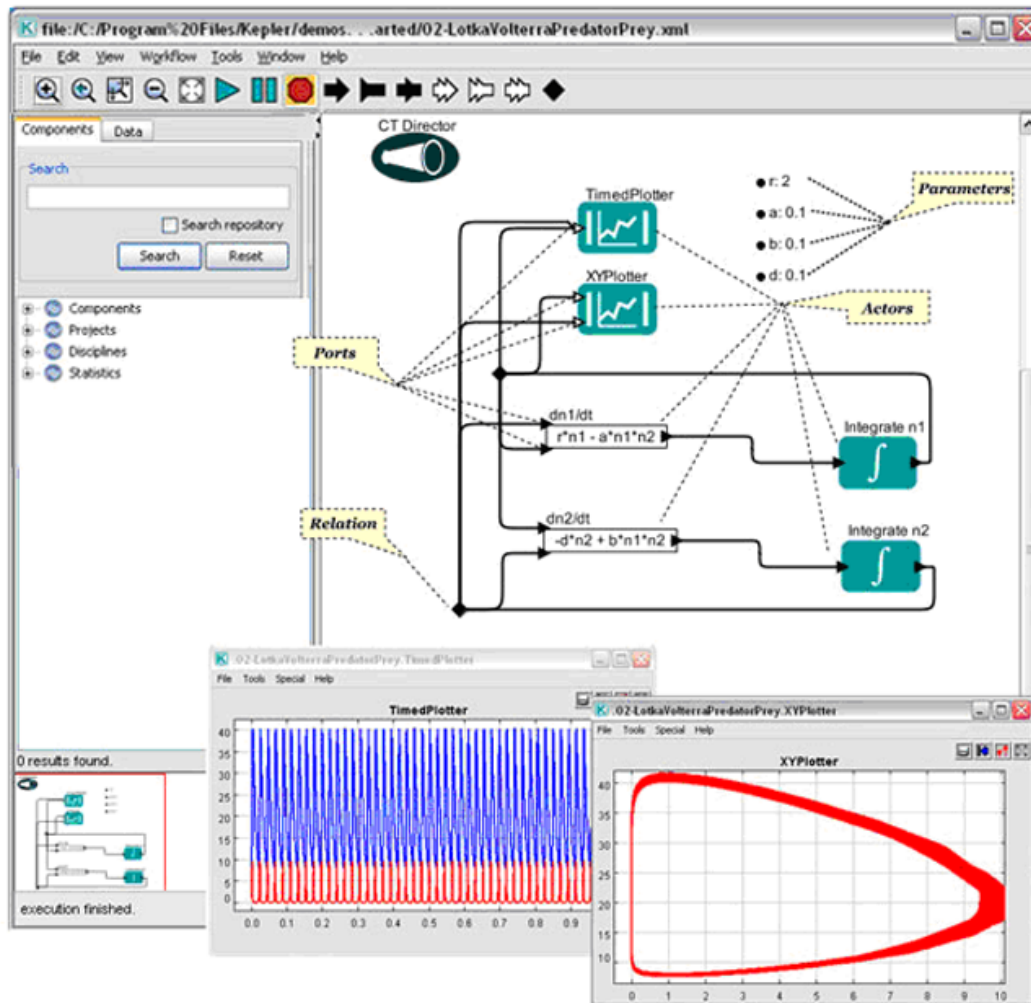 file:/C:/Program%20Files/Kepler/demos. . .arted/02-LotkaVolterraPredatorPrey.xml
File Edit View Workflow Tools Window Help
Components Data
Search
Search repository
Search Reset
Components
Projects
Disciplines
Statistics
0 results found.
execution finished.
CT Director
TimedPlotter
XYPlotter
r: 2
a: 0.1
b: 0.1
d: 0.1
Parameters
Actors
Ports
Relation
dn1/dt
r*n1 - a*n1*n2
Integrate n1
∫
dn2/dt
-d*n2 + b*n1*n2
Integrate n2
∫
.02-LotkaVolterraPredatorPrey.TimedPlotter
File Tools Special Help
TimedPlotter
40
35
30
25
20
15
10
5
0
0.0 0.1 0.2 0.3 0.4 0.5 0.6 0.7 0.8 0.9
.02-LotkaVolterraPredatorPrey.XYPlotter
File Tools Special Help
XYPlotter
40
35
30
25
20
15
10
0 1 2 3 4 5 6 7 8 9 10